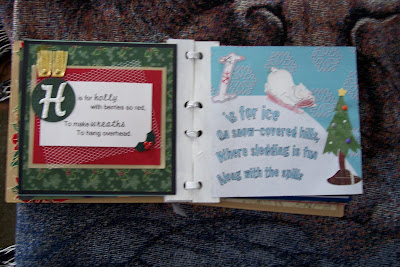 H is for holly
with berries so red,
To make wreaths
To hang overhead.
I is for ice
On snow-covered hills,
Where sledding is fun
Along with the spills